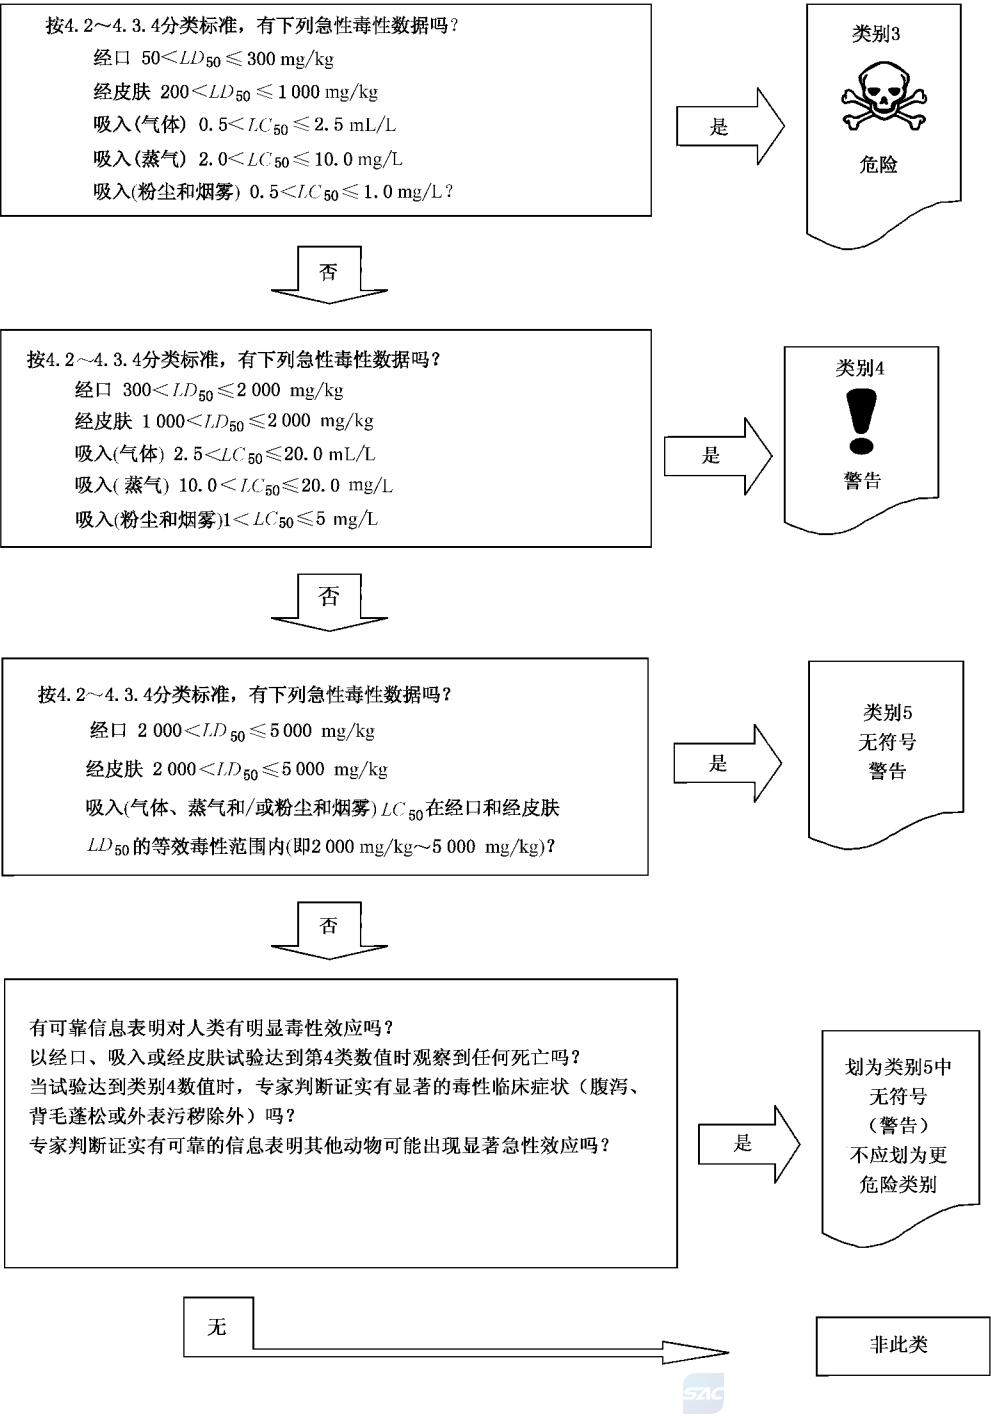 按4.2～4.3.4分类标准，有下列急性毒性数据吗？
经口 50<LD50≤300 mg/kg
经皮肤 200<LD50≤1 000 mg/kg
吸入(气体) 0.5<LC50≤2.5 mL/L
吸入(蒸气) 2.0<LC50≤10.0 mg/L
吸入(粉尘和烟雾) 0.5<LC50≤1.0 mg/L？
是
类别3
危险
否
按4.2～4.3.4分类标准，有下列急性毒性数据吗？
经口 300<LD50≤2 000 mg/kg
经皮肤 1 000<LD50≤2 000 mg/kg
吸入(气体) 2.5<LC50≤20.0 mL/L
吸入(蒸气) 10.0<LC50≤20.0 mg/L
吸入(粉尘和烟雾)1<LC50≤5 mg/L
是
类别4
警告
否
按4.2～4.3.4分类标准，有下列急性毒性数据吗？
经口 2 000<LD50≤5 000 mg/kg
经皮肤 2 000<LD50≤5 000 mg/kg
吸入(气体、蒸气和/或粉尘和烟雾)LC50在经口和经皮肤
LD50的等效毒性范围内(即2 000 mg/kg～5 000 mg/kg)？
是
类别5
无符号
警告
否
有可靠信息表明对人类有明显毒性效应吗？
以经口、吸入或经皮肤试验达到第4类数值时观察到任何死亡吗？
当试验达到类别4数值时，专家判断证实有显著的毒性临床症状（腹泻、
背毛蓬松或外表污秽除外）吗？
专家判断证实有可靠的信息表明其他动物可能出现显著急性效应吗？
是
划为类别5中
无符号
（警告）
不应划为更
危险类别
无
非此类
SAC